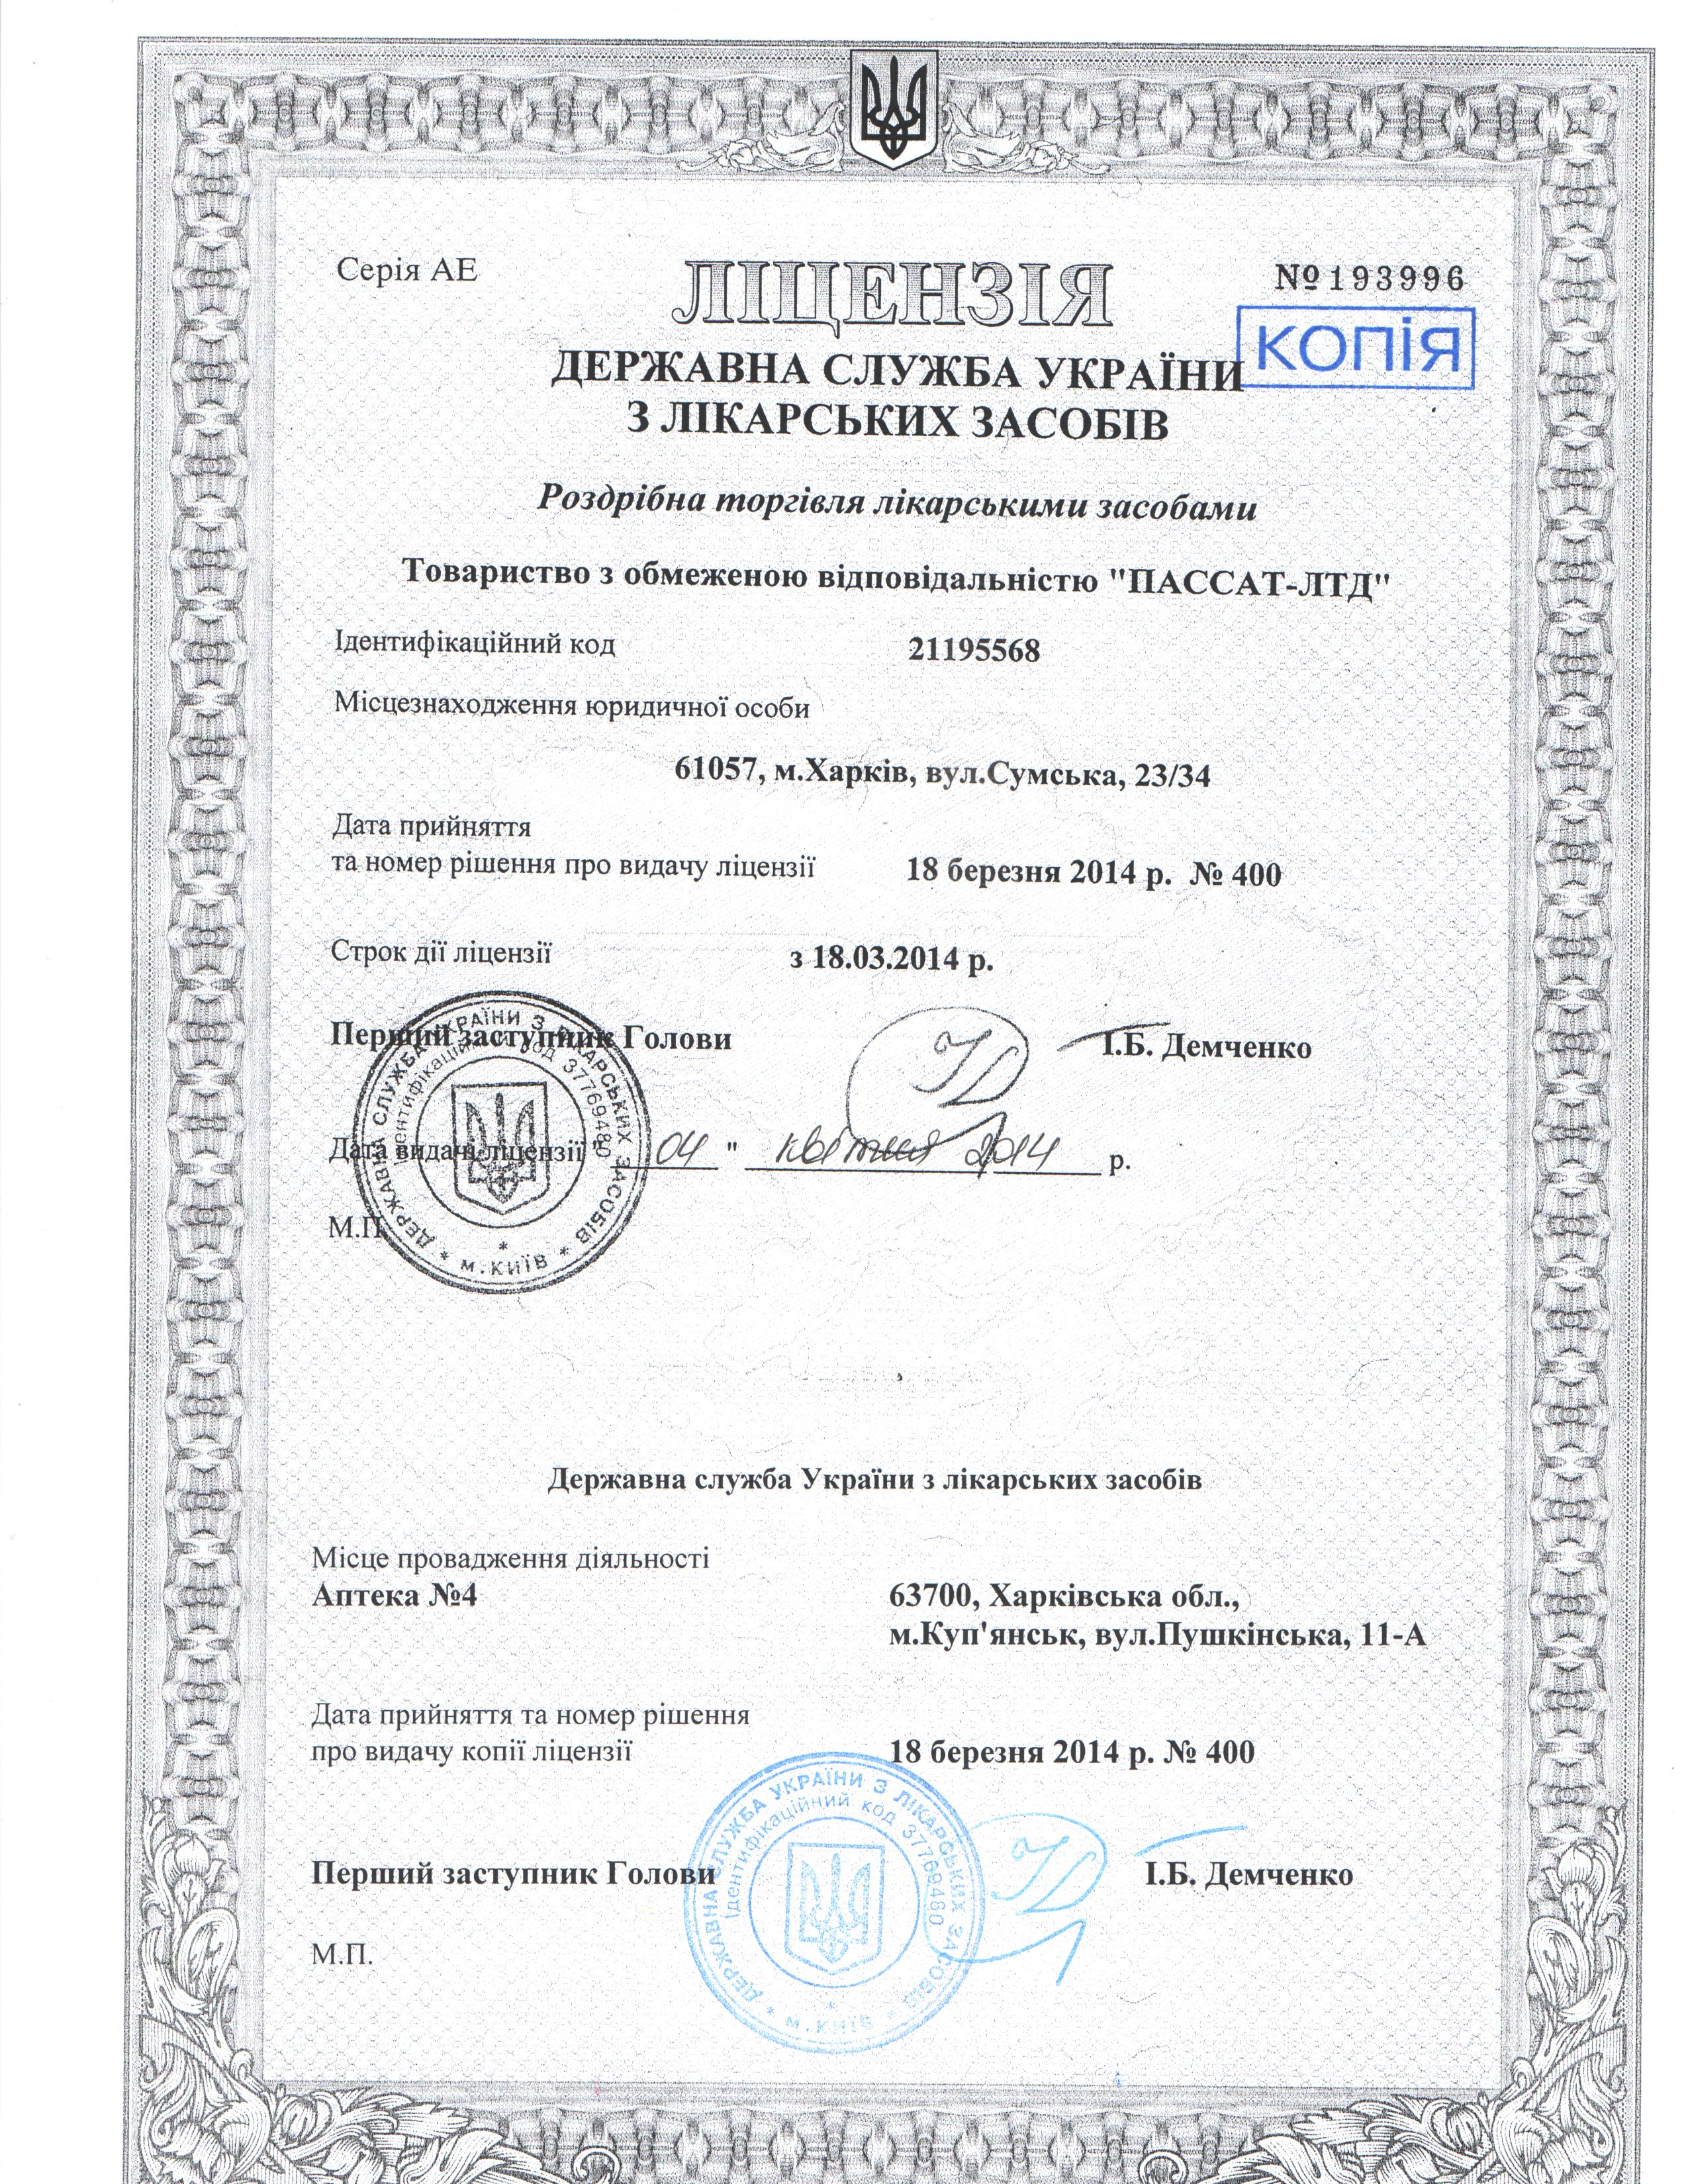 Серія АЕ
ЛІЦЕНЗІЯ
№193996
КОПІЯ
ДЕРЖАВНА СЛУЖБА УКРАЇНИ
З ЛІКАРСЬКИХ ЗАСОБІВ
Роздрібна торгівля лікарськими засобами
Товариство з обмеженою відповідальністю "ПАССАТ-ЛТД"
Ідентифікаційний код 21195568
Місцезнаходження юридичної особи
61057, м.Харків, вул.Сумська, 23/34
Дата прийняття
та номер рішення про видачу ліцензії 18 березня 2014 р. № 400
Строк дії ліцензії з 18.03.2014 р.
Перший заступник Голови І.Б. Демченко
Дата видачі ліцензії "04" квітня 2014 р.
М.П.
ДЕРЖАВНА СЛУЖБА УКРАЇНИ З ЛІКАРСЬКИХ ЗАСОБІВ
Ідентифікаційний код 37769480
* м.КИЇВ *
Державна служба України з лікарських засобів
Місце провадження діяльності
Аптека №4 63700, Харківська обл.,
м.Куп'янськ, вул.Пушкінська, 11-А
Дата прийняття та номер рішення
про видачу копії ліцензії 18 березня 2014 р. № 400
Перший заступник Голови І.Б. Демченко
М.П.
ДЕРЖАВНА СЛУЖБА УКРАЇНИ З ЛІКАРСЬКИХ ЗАСОБІВ
Ідентифікаційний код 37769460
* м.КИЇВ *